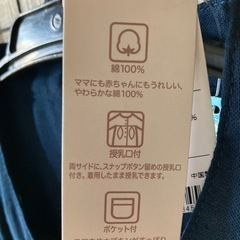 綿100%
ママにも赤ちゃんにもうれしい、
やわらかな綿100%
授乳口付
両サイドに、スナップボタン留めの授乳口
付き。着用したまま授乳できます。
ポケット付
中国